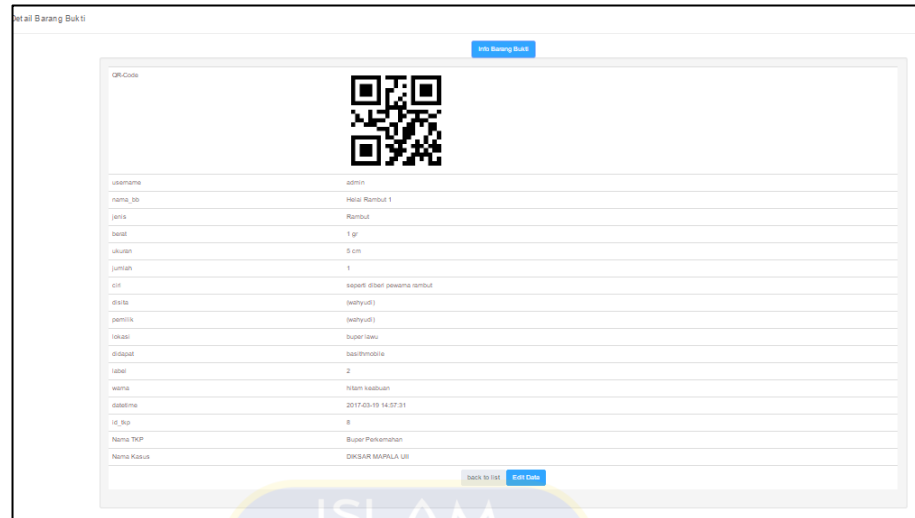 Detail Barang Bukti
Info Barang Bukti
QR-Code
username admin
nama_bb Helai Rambut 1
jenis Rambut
berat 1 gr
ukuran 5 cm
jumlah 1
ciri seperti diberi pewarna rambut
disita (wahyudi)
pemilik (wahyudi)
lokasi buper lawu
didapat basithmobile
label 2
warna hitam keabuan
datetime 2017-03-19 14:57:31
id_tkp 8
Nama TKP Buper Perkemahan
Nama Kasus DIKSAR MAPALA UII
back to list Edit Data
ISLAM